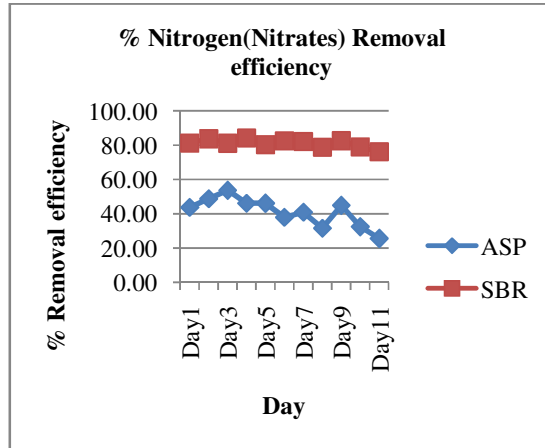 % Nitrogen(Nitrates) Removal
efficiency
% Removal efficiency
100.00
80.00
60.00
40.00
20.00
0.00
Day1
Day3
Day5
Day7
Day9
Day11
Day
ASP
SBR